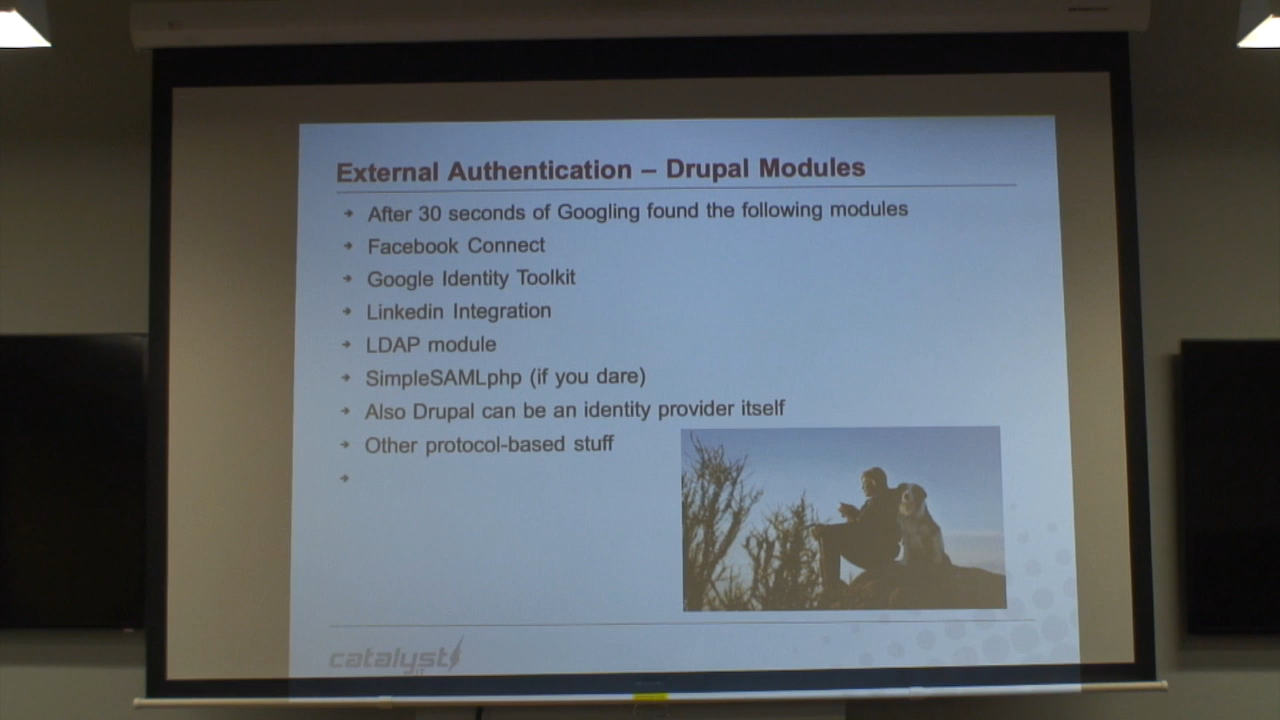 External Authentication – Drupal Modules
After 30 seconds of Googling found the following modules
Facebook Connect
Google Identity Toolkit
Linkedin Integration
LDAP module
SimpleSAMLphp (if you dare)
Also Drupal can be an identity provider itself
Other protocol-based stuff
catalyst
IT